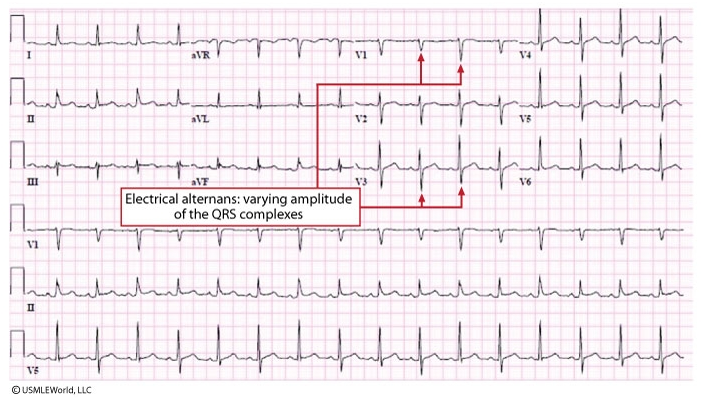 I aVR V1 V4
II aVL V2 V5
III aVF V3 V6
Electrical alternans: varying amplitude
of the QRS complexes
V1
II
V5
© USMLEWorld, LLC